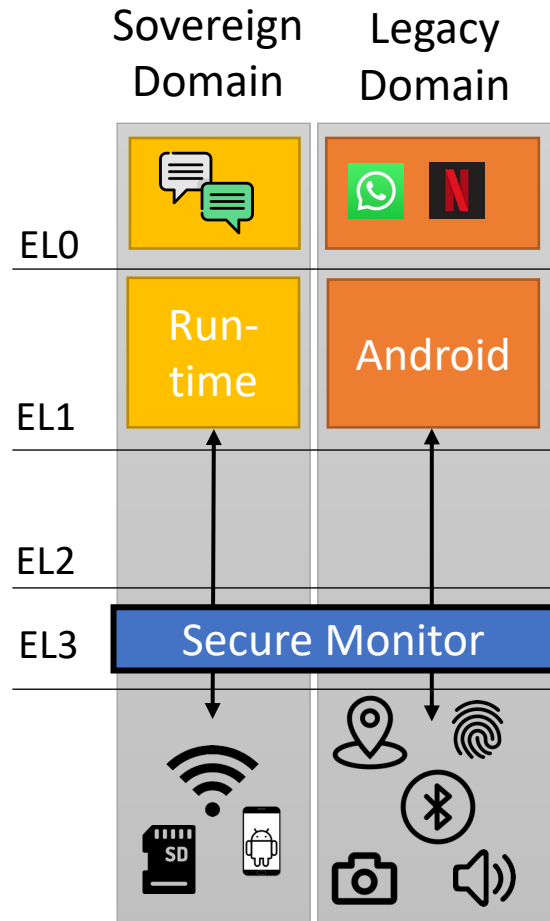 Sovereign
Domain
Legacy
Domain
N
EL0
Run-
time
Android
EL1
EL2
EL3
Secure Monitor
SD